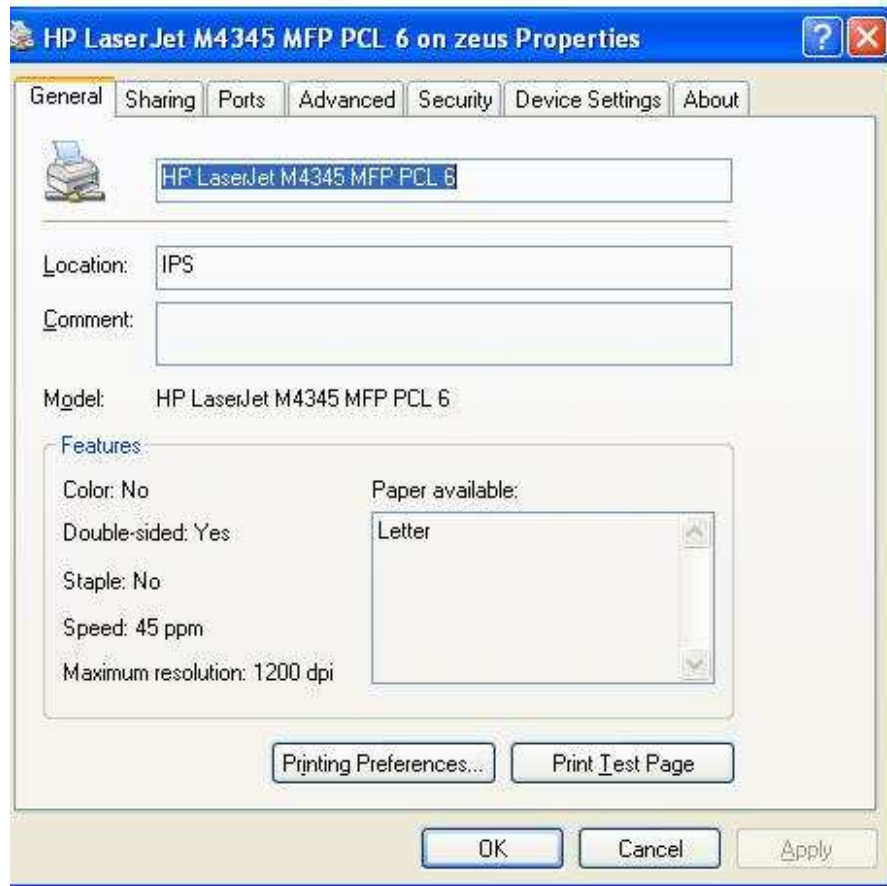 HP LaserJet M4345 MFP PCL 6 on zeus Properties
General Sharing Ports Advanced Security Device Settings About
HP LaserJet M4345 MFP PCL 6
Location: IPS
Comment:
Model: HP LaserJet M4345 MFP PCL 6
Features
Color: No
Paper available:
Double-sided: Yes
Letter
Staple: No
Speed: 45 ppm
Maximum resolution: 1200 dpi
Printing Preferences... Print Test Page
OK Cancel Apply